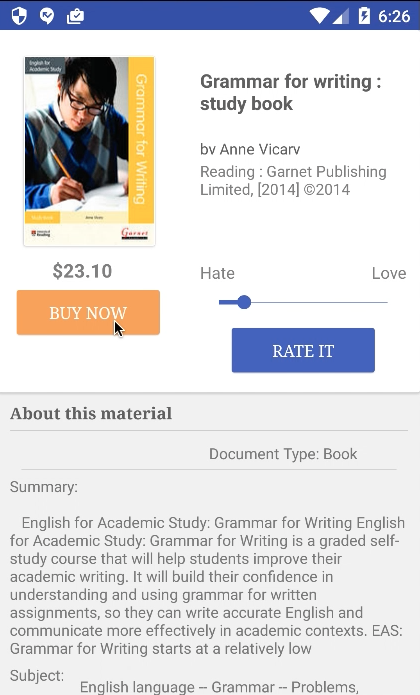 6:26
English for
Academic Study
Grammar for Writing
Anne Vicary
Reading
Garnet
Grammar for writing :
study book
by Anne Vicary
Reading : Garnet Publishing
Limited, [2014] ©2014
$23.10
Hate
Love
BUY NOW
RATE IT
About this material
Document Type: Book
Summary:
English for Academic Study: Grammar for Writing English
for Academic Study: Grammar for Writing is a graded self-
study course that will help students improve their
academic writing. It will build their confidence in
understanding and using grammar for written
assignments, so they can write accurate English and
communicate more effectively in academic contexts. EAS:
Grammar for Writing starts at a relatively low
Subject:
English language -- Grammar -- Problems,